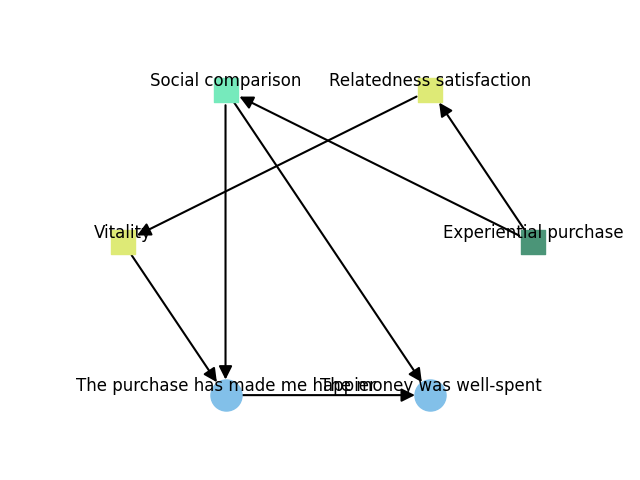 Social comparison
Relatedness satisfaction
Vitality
Experiential purchase
The purchase has made me happier
The money was well-spent